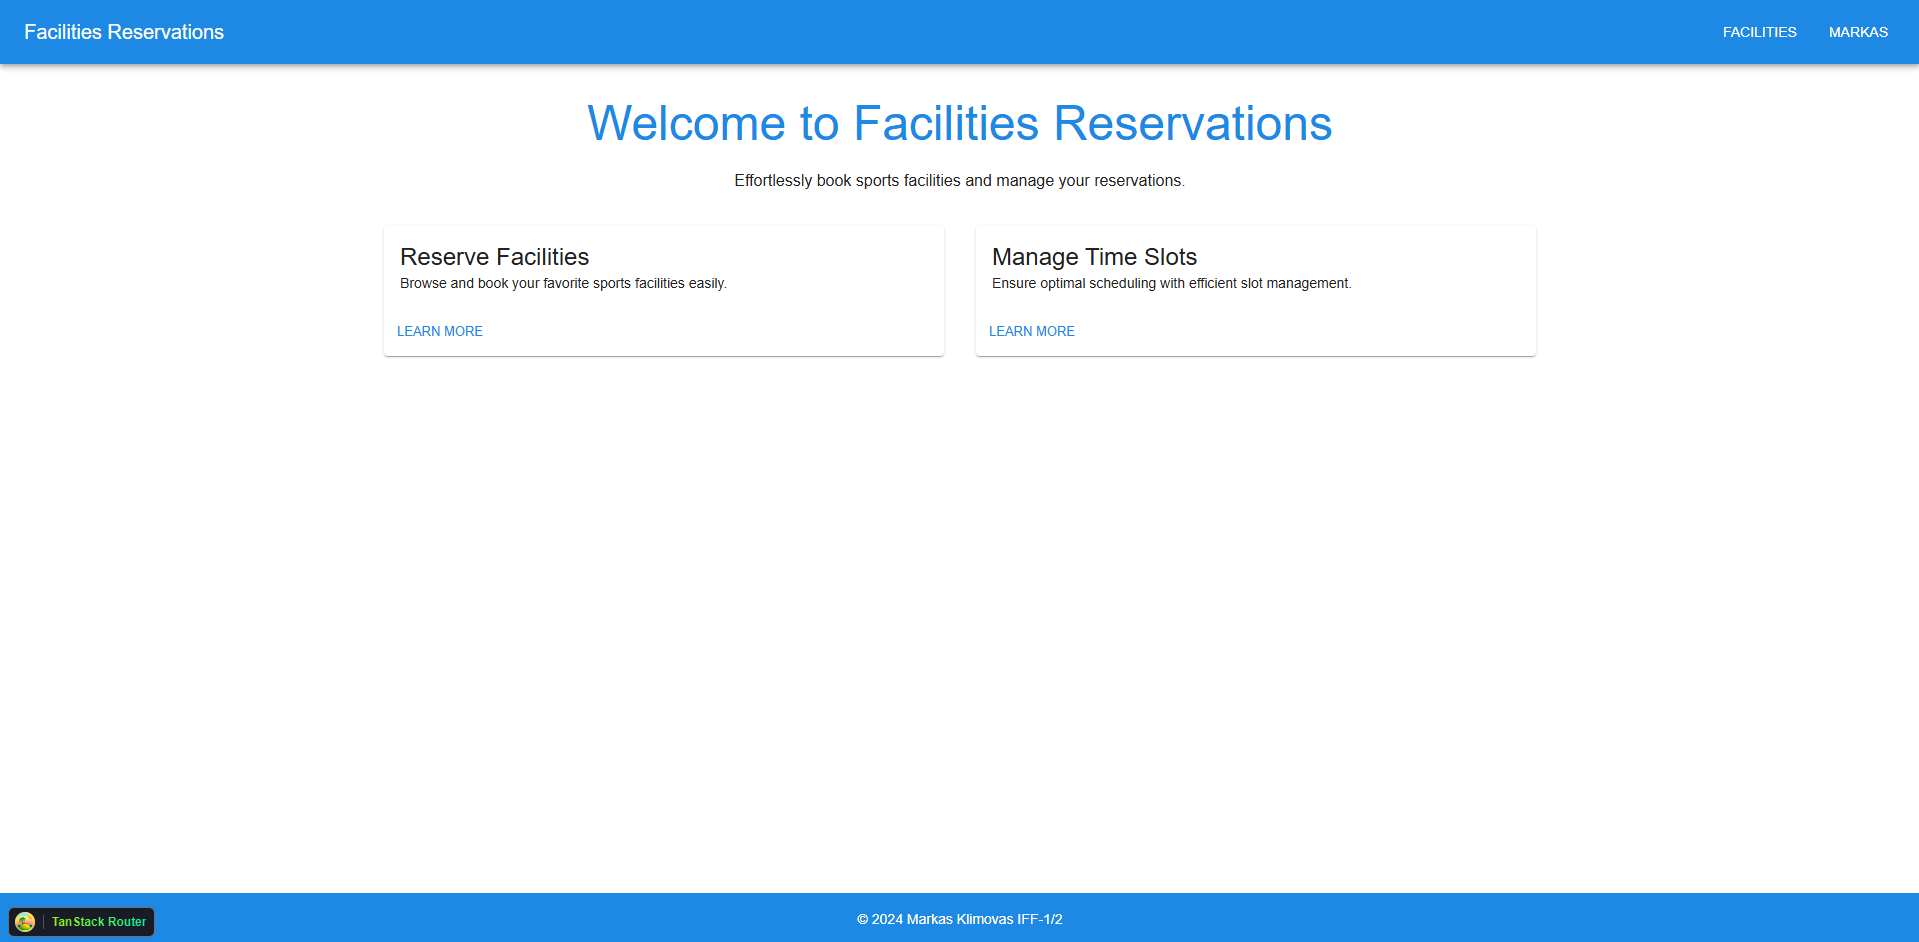 Facilities Reservations
FACILITIES
MARKAS
Welcome to Facilities Reservations
Effortlessly book sports facilities and manage your reservations.
Reserve Facilities
Browse and book your favorite sports facilities easily.
LEARN MORE
Manage Time Slots
Ensure optimal scheduling with efficient slot management.
LEARN MORE
TanStack Router
© 2024 Markas Klimovas IFF-1/2